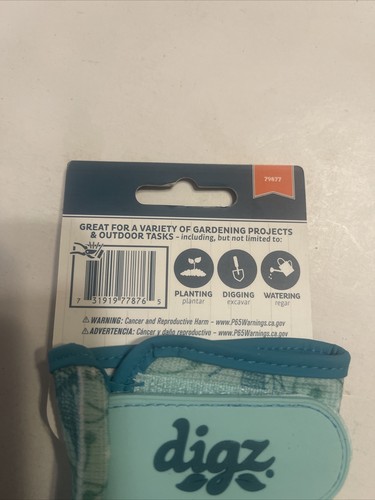 79877
GREAT FOR A VARIETY OF GARDENING PROJECTS
& OUTDOOR TASKS – including, but not limited to:
7 31919 77876 5
PLANTING
plantar
DIGGING
excavar
WATERING
regar
⚠ WARNING: Cancer and Reproductive Harm – www.P65Warnings.ca.gov
⚠ ADVERTENCIA: Cáncer y daño reproductivo – www.P65Warnings.ca.gov
digz